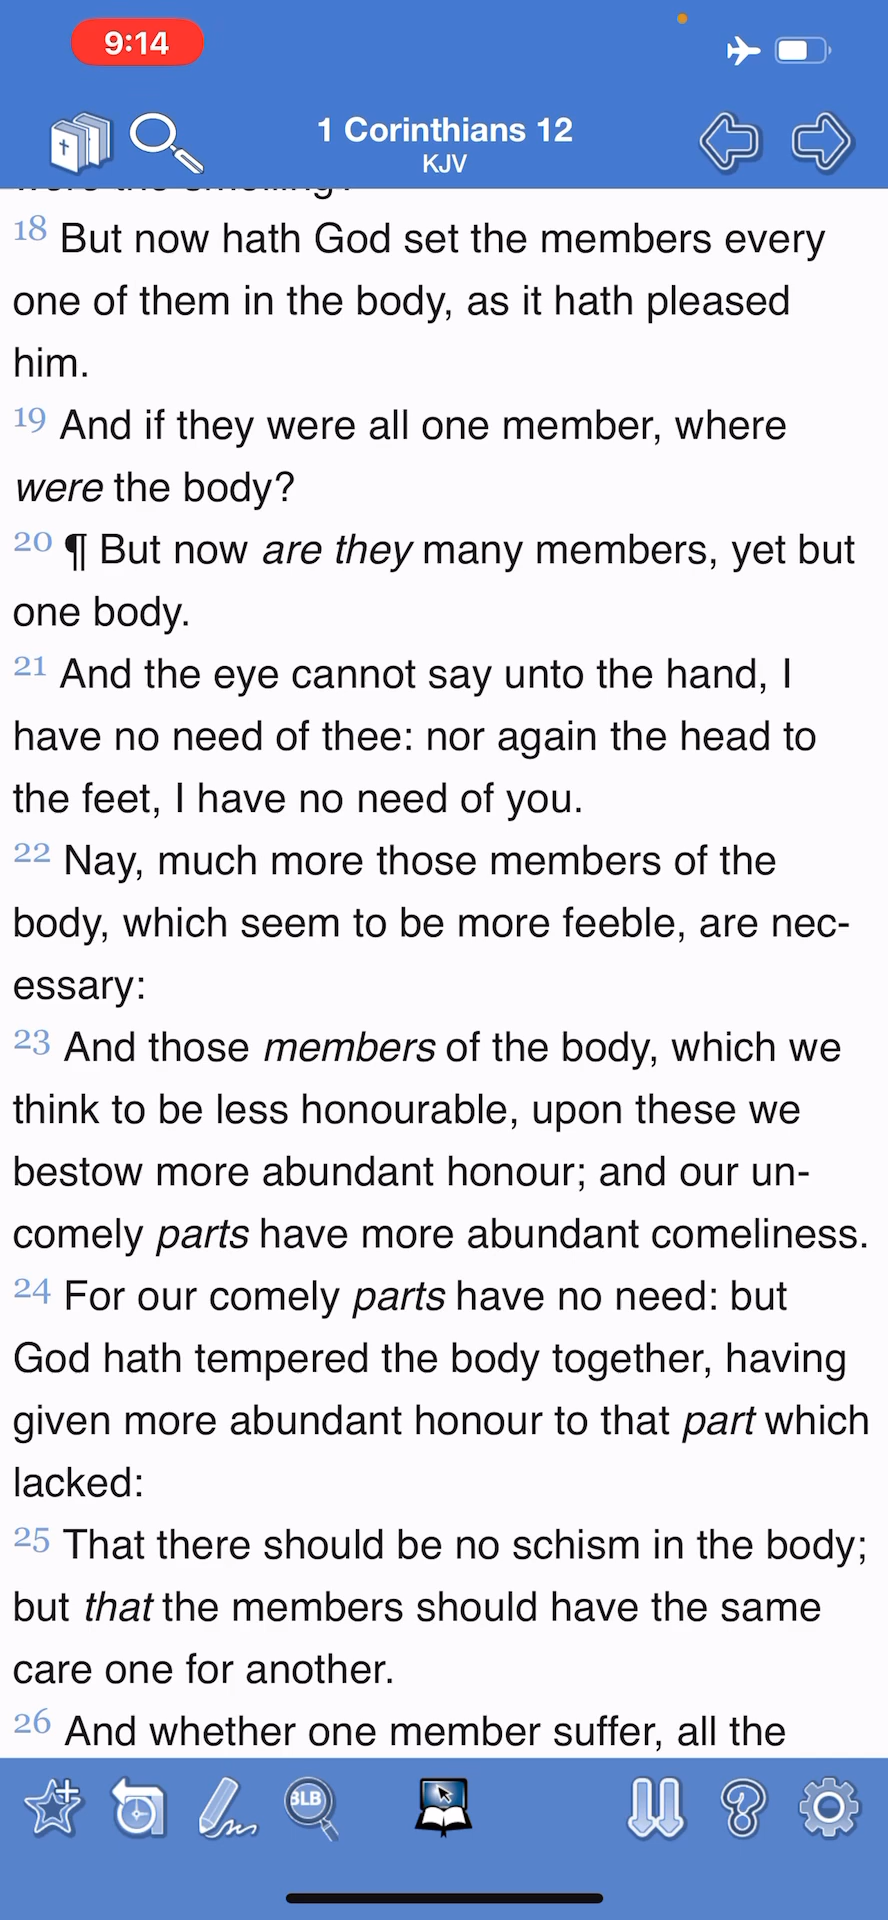 9:14
1 Corinthians 12
KJV
were the smelling?
18 But now hath God set the members every
one of them in the body, as it hath pleased
him.
19 And if they were all one member, where
were the body?
20 ¶ But now are they many members, yet but
one body.
21 And the eye cannot say unto the hand, I
have no need of thee: nor again the head to
the feet, I have no need of you.
22 Nay, much more those members of the
body, which seem to be more feeble, are nec-
essary:
23 And those members of the body, which we
think to be less honourable, upon these we
bestow more abundant honour; and our un-
comely parts have more abundant comeliness.
24 For our comely parts have no need: but
God hath tempered the body together, having
given more abundant honour to that part which
lacked:
25 That there should be no schism in the body;
but that the members should have the same
care one for another.
26 And whether one member suffer, all the
BLB